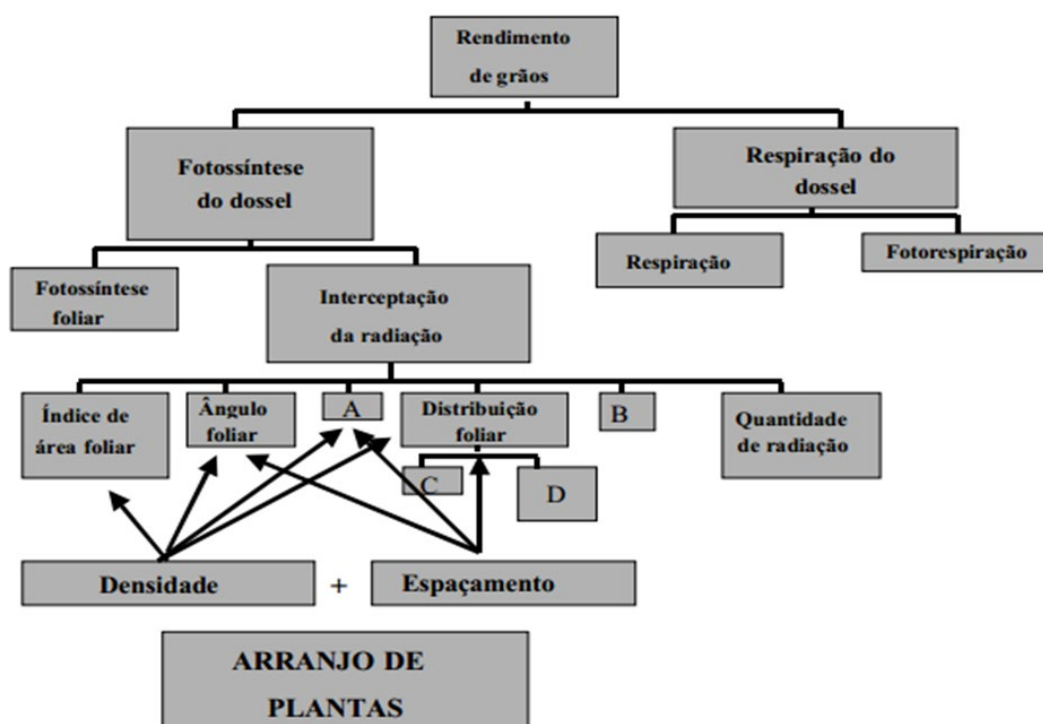 Rendimento
de grãos
Fotossíntese
do dossel
Respiração do
dossel
Fotossíntese
foliar
Interceptação
da radiação
Respiração
Fotorespiração
Índice de
área foliar
Ângulo
foliar
A
Distribuição
foliar
B
Quantidade
de radiação
C
D
Densidade
+
Espaçamento
ARRANJO DE
PLANTAS